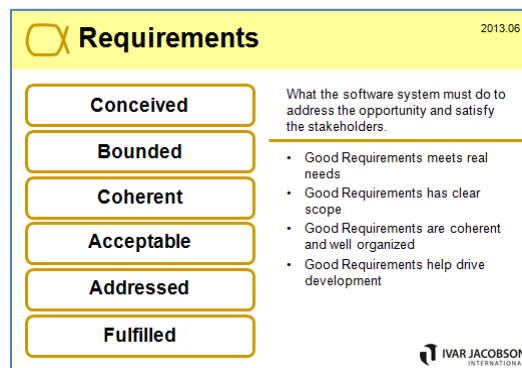 Requirements
2013.06
Conceived
Bounded
Coherent
Acceptable
Addressed
Fulfilled
What the software system must do to
address the opportunity and satisfy
the stakeholders.
• Good Requirements meets real
needs
• Good Requirements has clear
scope
• Good Requirements are coherent
and well organized
• Good Requirements help drive
development
IVAR JACOBSON
INTERNATIONAL